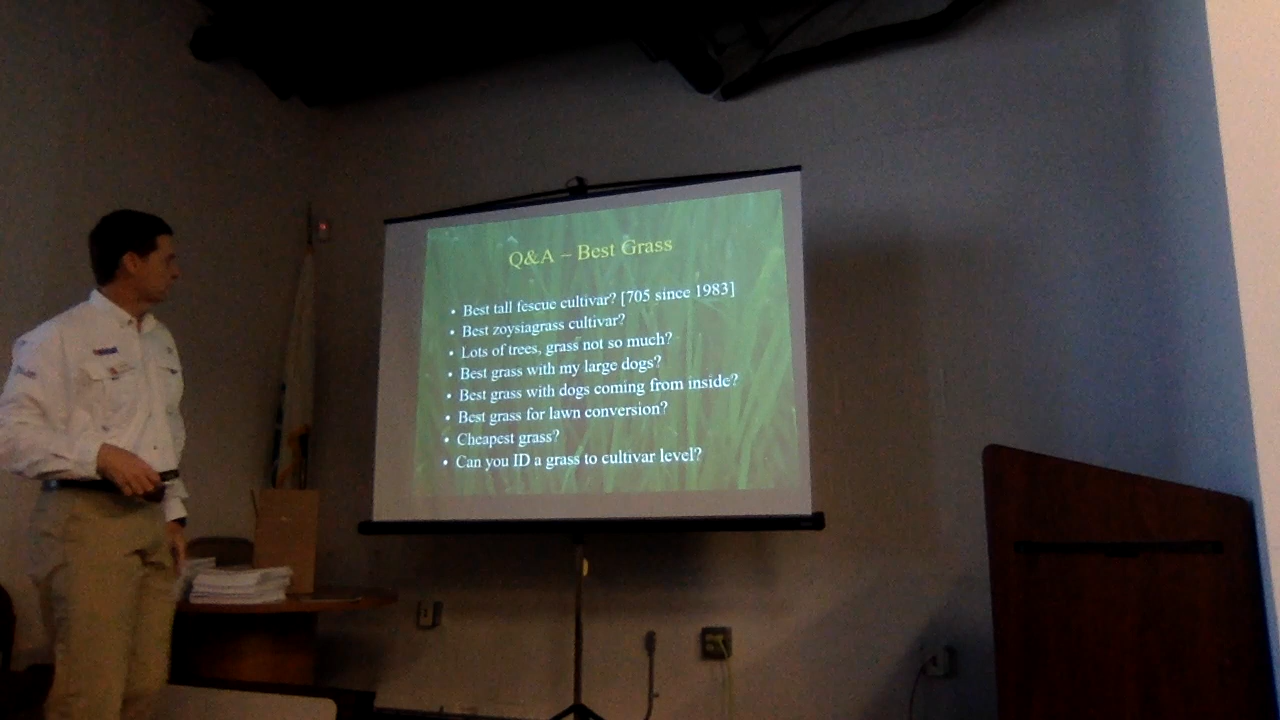 Q&A – Best Grass
• Best tall fescue cultivar? [705 since 1983]
• Best zoysiagrass cultivar?
• Lots of trees, grass not so much?
• Best grass with my large dogs?
• Best grass with dogs coming from inside?
• Best grass for lawn conversion?
• Cheapest grass?
• Can you ID a grass to cultivar level?